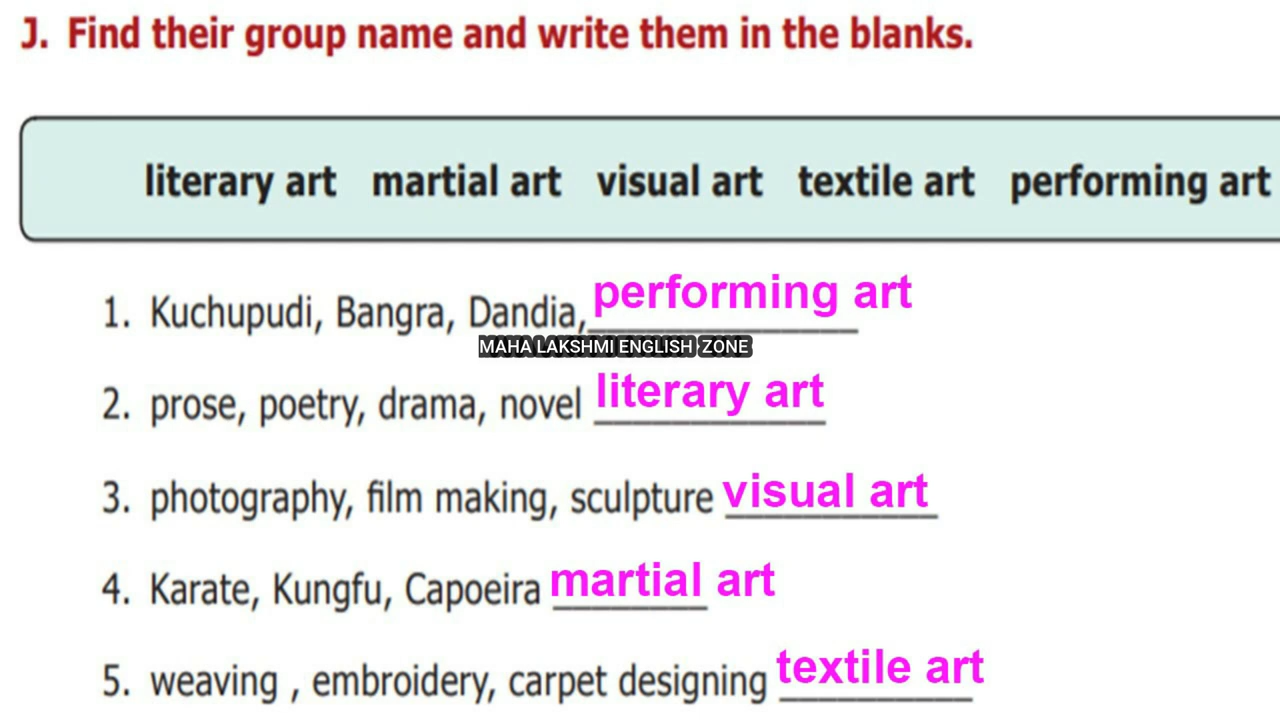 J. Find their group name and write them in the blanks.
literary art martial art visual art textile art performing art
1. Kuchupudi, Bangra, Dandia, performing art
MAHA LAKSHMI ENGLISH ZONE
2. prose, poetry, drama, novel literary art
3. photography, film making, sculpture visual art
4. Karate, Kungfu, Capoeira martial art
5. weaving , embroidery, carpet designing textile art